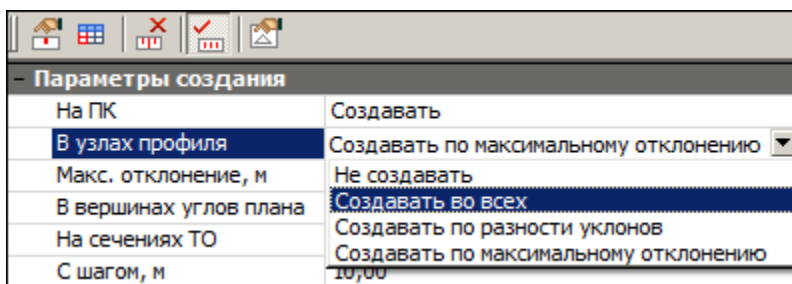 Параметры создания
На ПК Создавать
В узлах профиля Создавать по максимальному отклонению
Макс. отклонение, м Не создавать
В вершинах углов плана Создавать во всех
На сечениях ТО Создавать по разности уклонов
Создавать по максимальному отклонению
С шагом, м 10,00